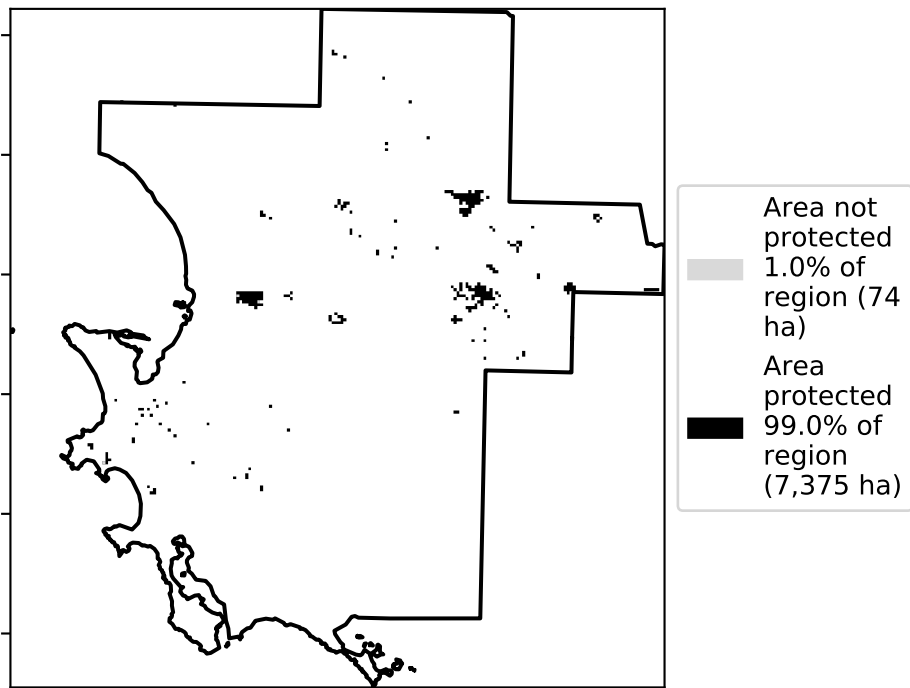 Area not
protected
1.0% of
region (74
ha)
Area
protected
99.0% of
region
(7,375 ha)